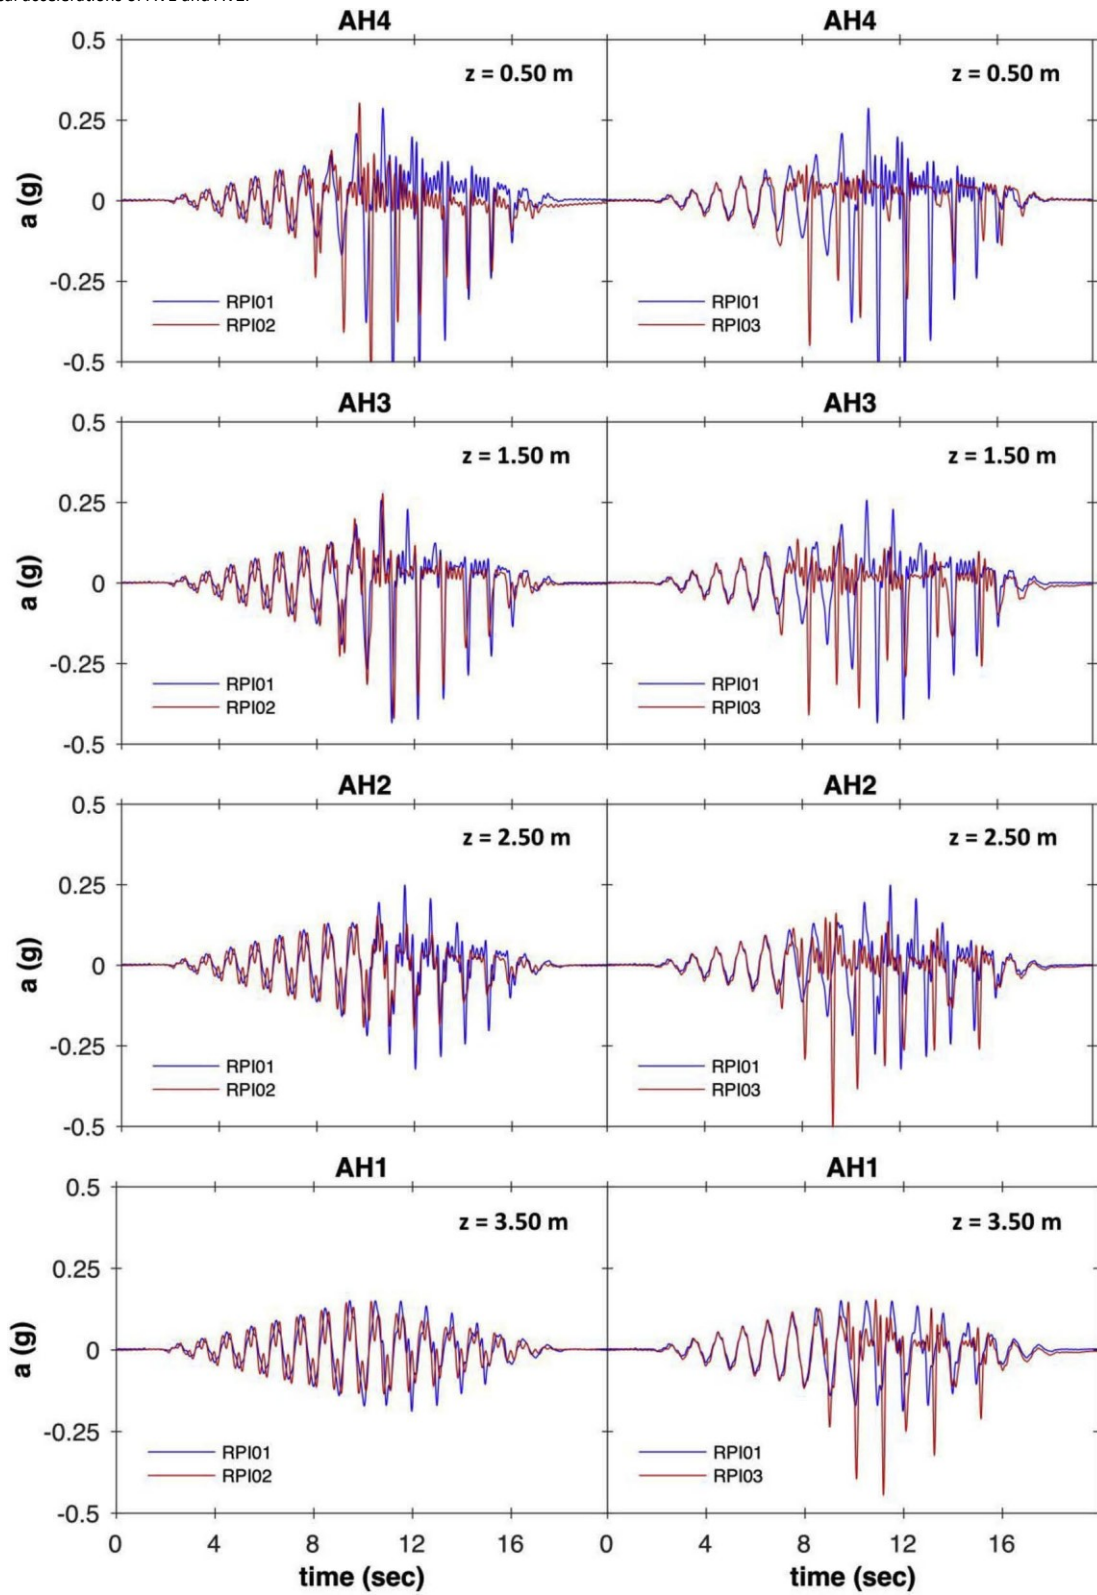 AH4 AH4
0.5 z = 0.50 m z = 0.50 m
0.25
a (g) 0
-0.25
RPI01 RPI01
RPI02 RPI03
-0.5
AH3 AH3
0.5 z = 1.50 m z = 1.50 m
0.25
a (g) 0
-0.25
RPI01 RPI01
RPI02 RPI03
-0.5
AH2 AH2
0.5 z = 2.50 m z = 2.50 m
0.25
a (g) 0
-0.25
RPI01 RPI01
RPI02 RPI03
-0.5
AH1 AH1
0.5 z = 3.50 m z = 3.50 m
0.25
a (g) 0
-0.25
RPI01 RPI01
RPI02 RPI03
-0.5
0 4 8 12 16 0 4 8 12 16
time (sec) time (sec)